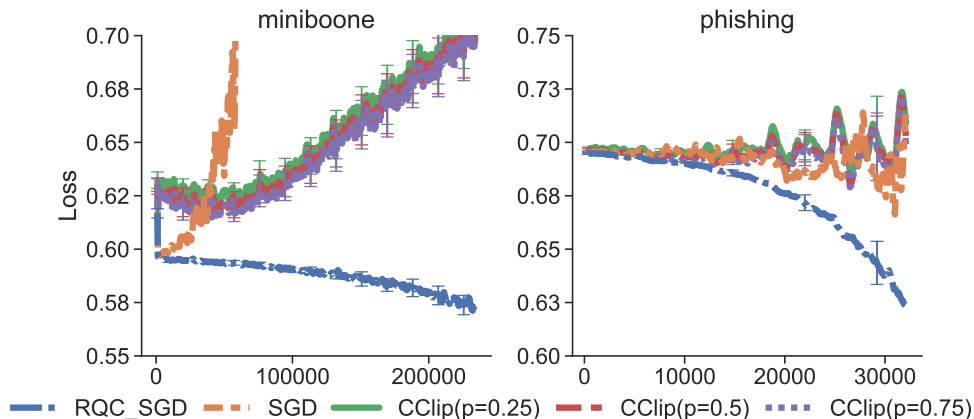 miniboone
phishing
Loss
0.70
0.68
0.65
0.62
0.60
0.58
0.55
0
100000
200000
0.75
0.73
0.70
0.68
0.65
0.63
0.60
0
10000
20000
30000
RQC_SGD
SGD
CClip(p=0.25)
CClip(p=0.5)
CClip(p=0.75)